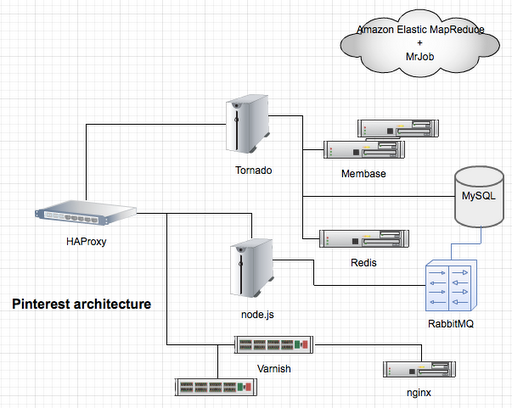 Amazon Elastic MapReduce
+
MrJob
Tornado
Membase
MySQL
HAProxy
Redis
Pinterest architecture
node.js
RabbitMQ
Varnish
nginx